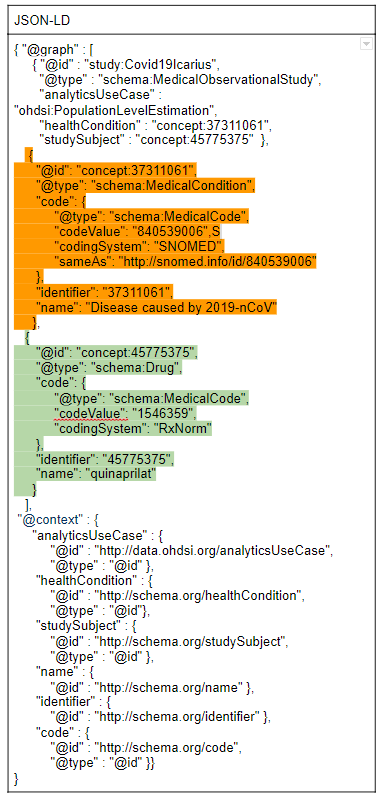 JSON-LD
{ "@graph" : [
{ "@id" : "study:Covid19Icarius",
"@type" : "schema:MedicalObservationalStudy",
"analyticsUseCase" :
"ohdsi:PopulationLevelEstimation",
"healthCondition" : "concept:37311061",
"studySubject" : "concept:45775375" },
{
"@id": "concept:37311061",
"@type": "schema:MedicalCondition",
"code": {
"@type": "schema:MedicalCode",
"codeValue": "840539006",S
"codingSystem": "SNOMED",
"sameAs": "http://snomed.info/id/840539006"
},
"identifier": "37311061",
"name": "Disease caused by 2019-nCoV"
},
{
"@id": "concept:45775375",
"@type": "schema:Drug",
"code": {
"@type": "schema:MedicalCode",
"codeValue": "1546359",
"codingSystem": "RxNorm"
},
"identifier": "45775375",
"name": "quinaprilat"
}
],
"@context" : {
"analyticsUseCase" : {
"@id" : "http://data.ohdsi.org/analyticsUseCase",
"@type" : "@id" },
"healthCondition" : {
"@id" : "http://schema.org/healthCondition",
"@type" : "@id"},
"studySubject" : {
"@id" : "http://schema.org/studySubject",
"@type" : "@id" },
"name" : {
"@id" : "http://schema.org/name" },
"identifier" : {
"@id" : "http://schema.org/identifier" },
"code" : {
"@id" : "http://schema.org/code",
"@type" : "@id" }}
}